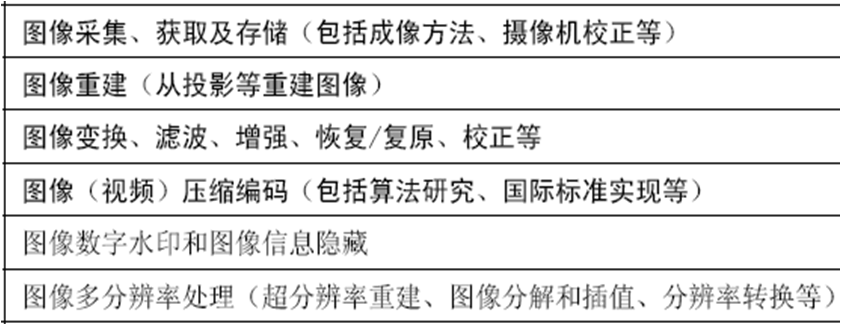 图像采集、获取及存储（包括成像方法、摄像机校正等）
图像重建（从投影等重建图像）
图像变换、滤波、增强、恢复/复原、校正等
图像（视频）压缩编码（包括算法研究、国际标准实现等）
图像数字水印和图像信息隐藏
图像多分辨率处理（超分辨率重建、图像分解和插值、分辨率转换等）